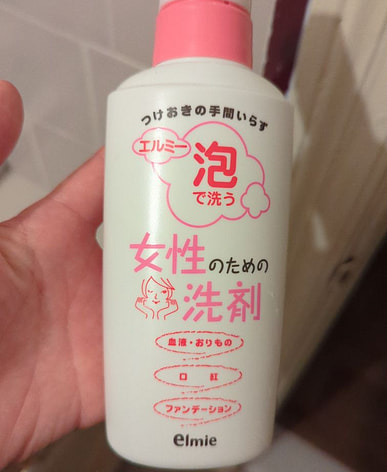 つけおきの手間いらず
エルミー
泡
で洗う
女性のための
洗剤
血液・おりもの
口紅
ファンデーション
elmie